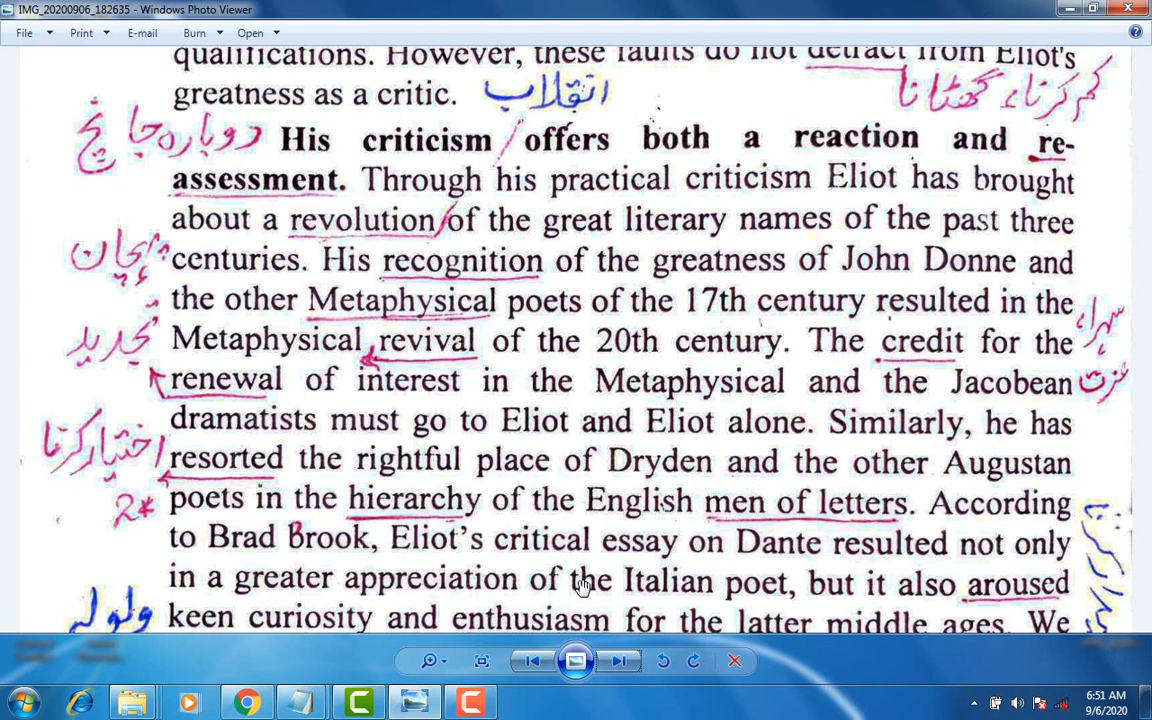 IMG_20200906_182635 - Windows Photo Viewer
File Print E-mail Burn Open
qualifications. However, these faults do not detract from Eliot's
کم کرنا، گھٹانا
greatness as a critic. انقلاب
دوبارہ جانچ
His criticism offers both a reaction and re-
assessment. Through his practical criticism Eliot has brought
about a revolution of the great literary names of the past three
پہچان
centuries. His recognition of the greatness of John Donne and
the other Metaphysical poets of the 17th century resulted in the
سہرا،
تجدید
Metaphysical revival of the 20th century. The credit for the
renewal of interest in the Metaphysical and the Jacobean
عزت
dramatists must go to Eliot and Eliot alone. Similarly, he has
اختیار کرنا
resorted the rightful place of Dryden and the other Augustan
2*
poets in the hierarchy of the English men of letters. According
to Brad Brook, Eliot's critical essay on Dante resulted not only
in a greater appreciation of the Italian poet, but it also aroused
ولولہ
keen curiosity and enthusiasm for the latter middle ages. We
6:51 AM
9/6/2020